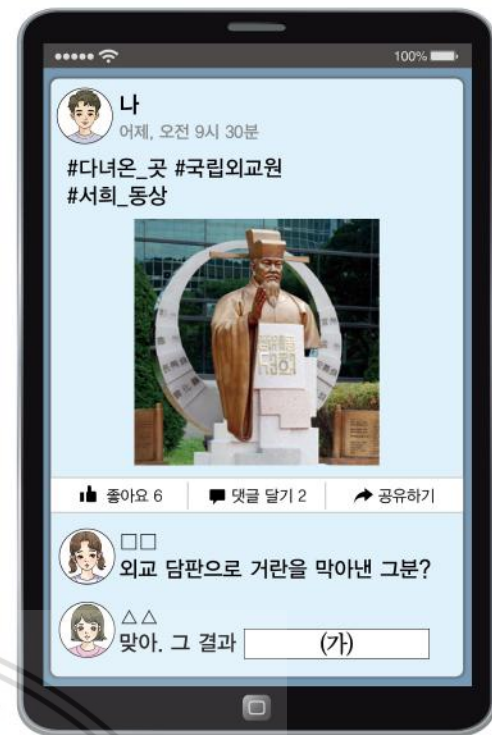 100%
나
어제, 오전 9시 30분
#다녀온_곳 #국립외교원
#서희_동상
좋아요 6 댓글 달기 2 공유하기
□□
외교 담판으로 거란을 막아낸 그분?
△△
맞아. 그 결과 (가)